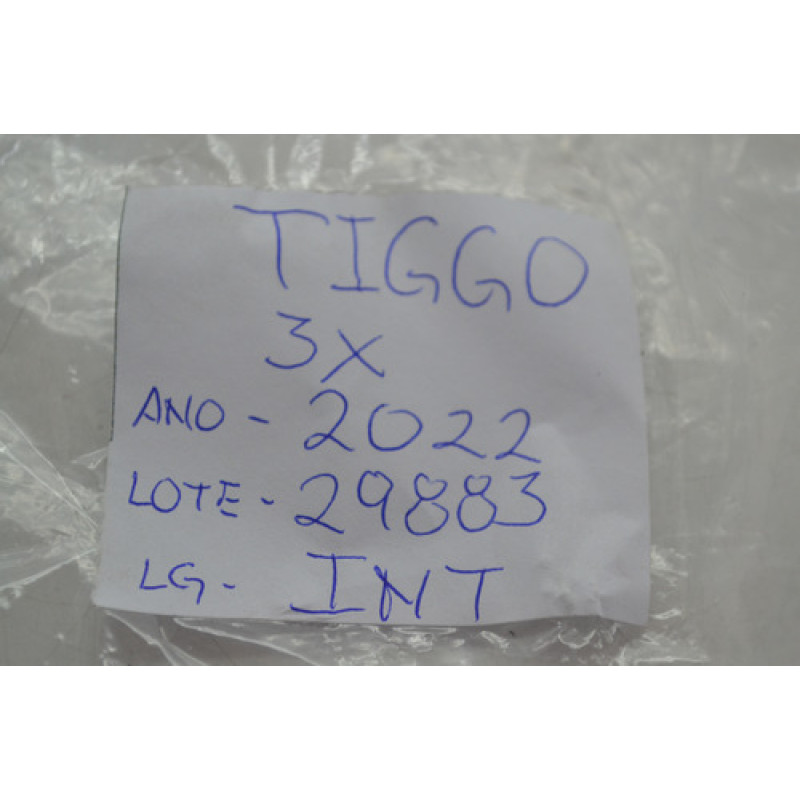 TIGGO
3X
ANO - 2022
LOTE - 29883
LG - INT